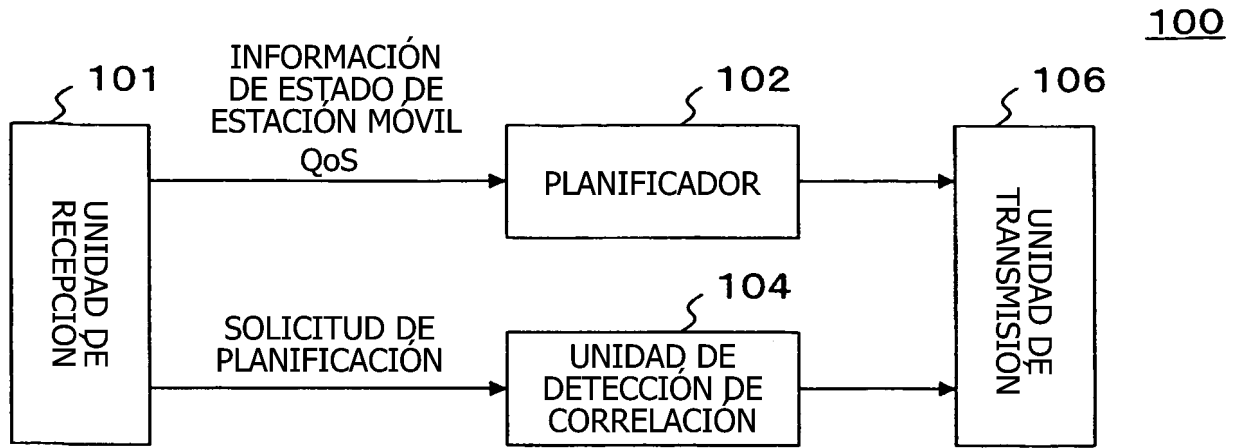 100
101
INFORMACIÓN
DE ESTADO DE
ESTACIÓN MÓVIL
QoS
102
106
UNIDAD DE
RECEPCIÓN
PLANIFICADOR
UNIDAD DE
TRANSMISIÓN
SOLICITUD DE
PLANIFICACIÓN
104
UNIDAD DE
DETECCIÓN DE
CORRELACIÓN